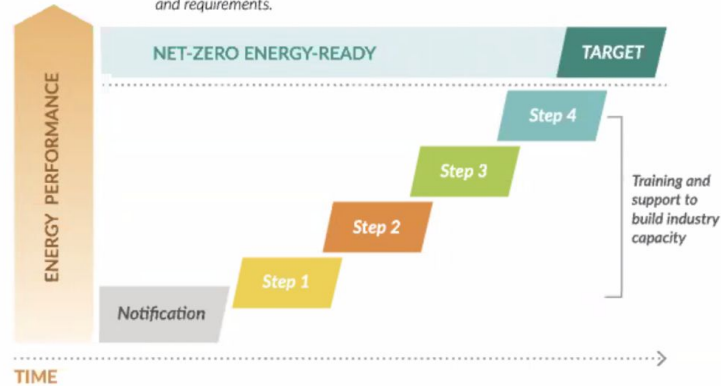 and requirements.
NET-ZERO ENERGY-READY
TARGET
ENERGY PERFORMANCE
Step 4
Step 3
Step 2
Step 1
Notification
Training and
support to
build industry
capacity
TIME